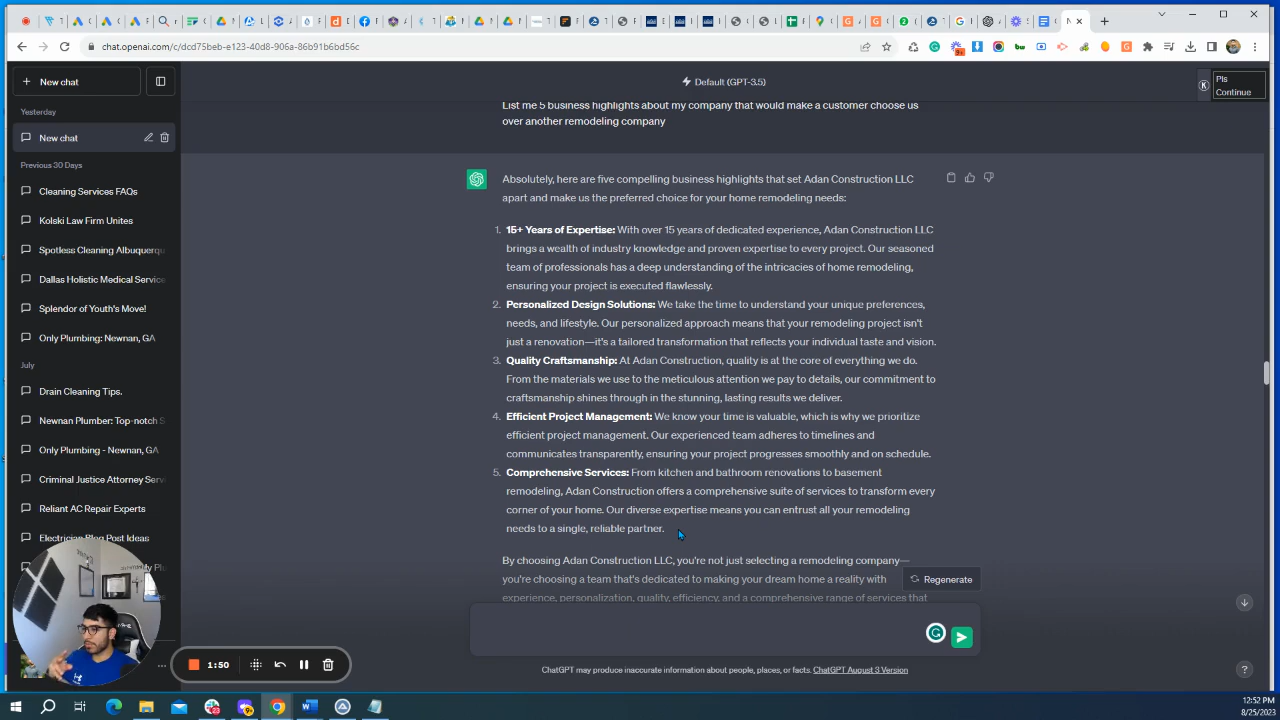 chat.openai.com/c/dcd75beb-e123-40d8-906a-86b91b6bd56c
New chat
Default (GPT-3.5)
Pls
Continue
K
Yesterday
New chat
Previous 30 Days
Cleaning Services FAQs
Kolski Law Firm Unites
Spotless Cleaning Albuquerqu
Dallas Holistic Medical Service
Splendor of Youth's Move!
Only Plumbing: Newnan, GA
July
Drain Cleaning Tips.
Newnan Plumber: Top-notch S
Only Plumbing - Newnan, GA
Criminal Justice Attorney Serv
Reliant AC Repair Experts
Electrician Blog Post Ideas
List me 5 business highlights about my company that would make a customer choose us
over another remodeling company
Absolutely, here are five compelling business highlights that set Adan Construction LLC
apart and make us the preferred choice for your home remodeling needs:
1. 15+ Years of Expertise: With over 15 years of dedicated experience, Adan Construction LLC
brings a wealth of industry knowledge and proven expertise to every project. Our seasoned
team of professionals has a deep understanding of the intricacies of home remodeling,
ensuring your project is executed flawlessly.
2. Personalized Design Solutions: We take the time to understand your unique preferences,
needs, and lifestyle. Our personalized approach means that your remodeling project isn't
just a renovation—it's a tailored transformation that reflects your individual taste and vision.
3. Quality Craftsmanship: At Adan Construction, quality is at the core of everything we do.
From the materials we use to the meticulous attention we pay to details, our commitment to
craftsmanship shines through in the stunning, lasting results we deliver.
4. Efficient Project Management: We know your time is valuable, which is why we prioritize
efficient project management. Our experienced team adheres to timelines and
communicates transparently, ensuring your project progresses smoothly and on schedule.
5. Comprehensive Services: From kitchen and bathroom renovations to basement
remodeling, Adan Construction offers a comprehensive suite of services to transform every
corner of your home. Our diverse expertise means you can entrust all your remodeling
needs to a single, reliable partner.
By choosing Adan Construction LLC, you're not just selecting a remodeling company—
you're choosing a team that's dedicated to making your dream home a reality with
experience, personalization, quality, efficiency, and a comprehensive range of services that
Regenerate
ChatGPT may produce inaccurate information about people, places, or facts. ChatGPT August 3 Version
?
1:50
12:52 PM
8/25/2023